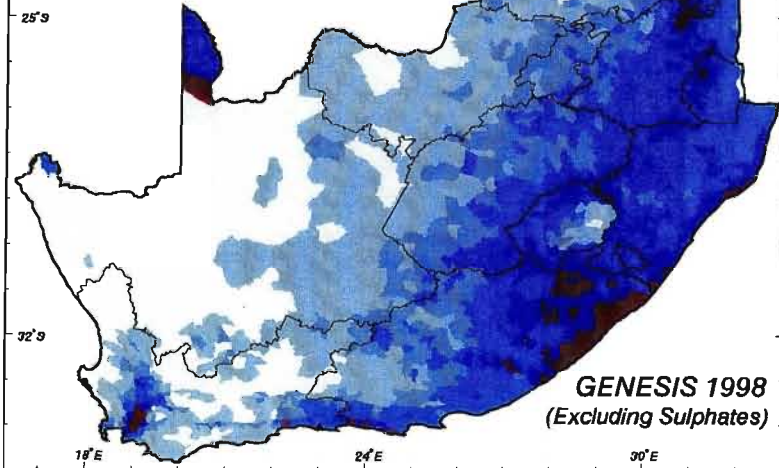 25°S
32°S
GENESIS 1998
(Excluding Sulphates)
18°E 24°E 30°E